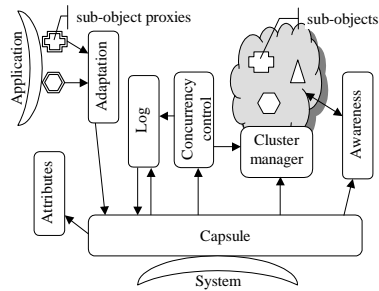 sub-object proxies
sub-objects
Application
Adaptation
Log
Concurrency
control
Cluster
manager
Awareness
Attributes
Capsule
System